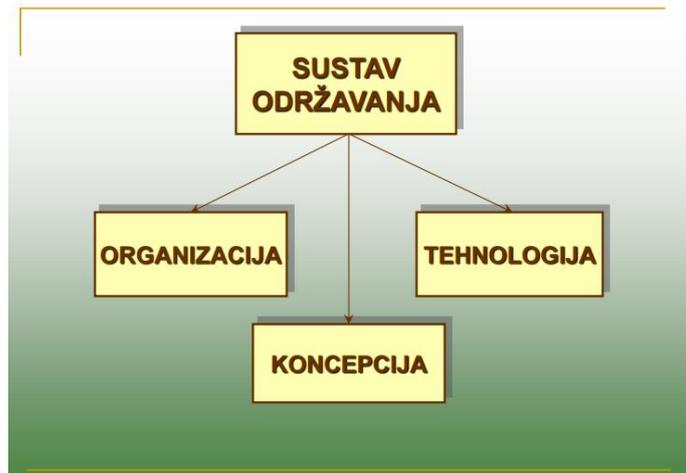 SUSTAV
ODRŽAVANJA
ORGANIZACIJA
TEHNOLOGIJA
KONCEPCIJA